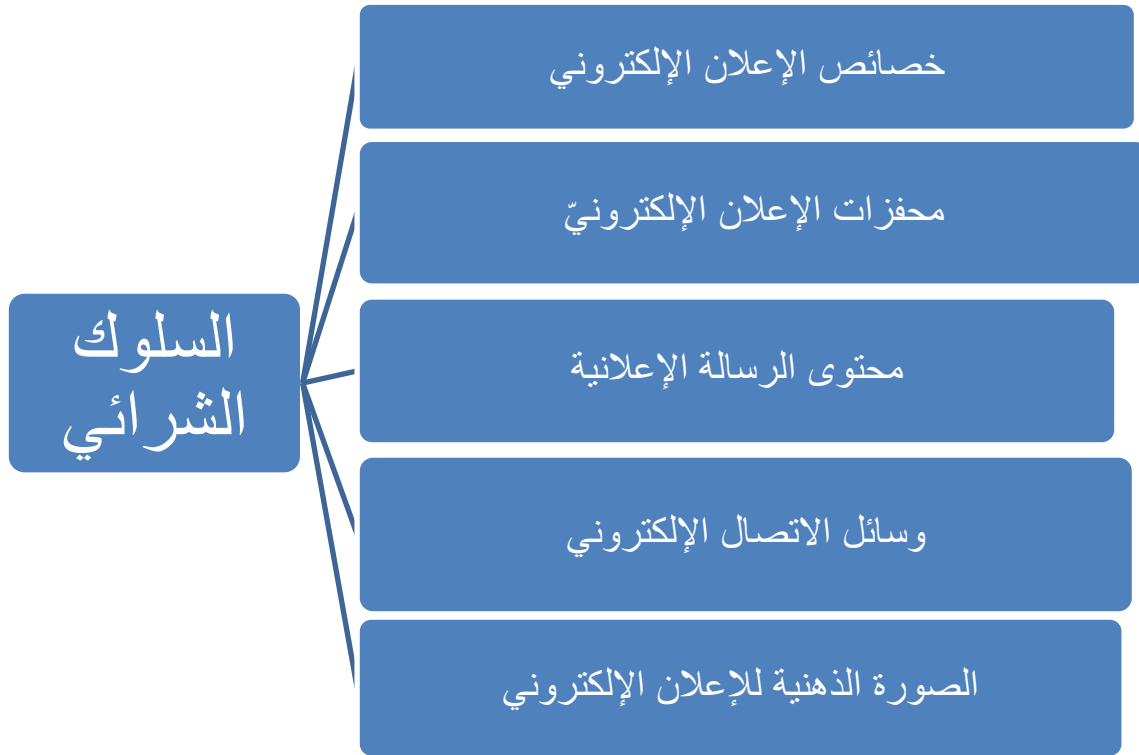 خصائص الإعلان الإلكتروني
محفزات الإعلان الإلكترونيّ
السلوك
الشرائي
محتوى الرسالة الإعلانية
وسائل الاتصال الإلكتروني
الصورة الذهنية للإعلان الإلكتروني